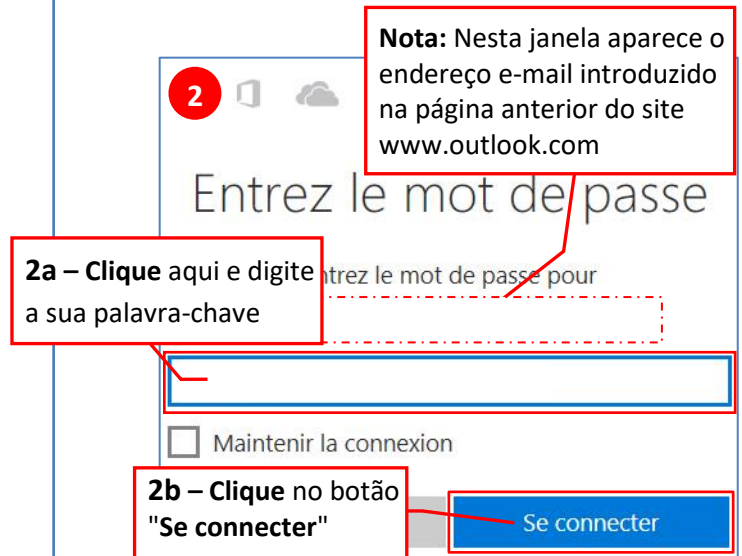 Nota: Nesta janela aparece o
endereço e-mail introduzido
na página anterior do site
www.outlook.com
2
Entrez le mot de passe
2a – Clique aqui e digite
a sua palavra-chave
ntrez le mot de passe pour
Maintenir la connexion
2b – Clique no botão
"Se connecter"
Se connecter